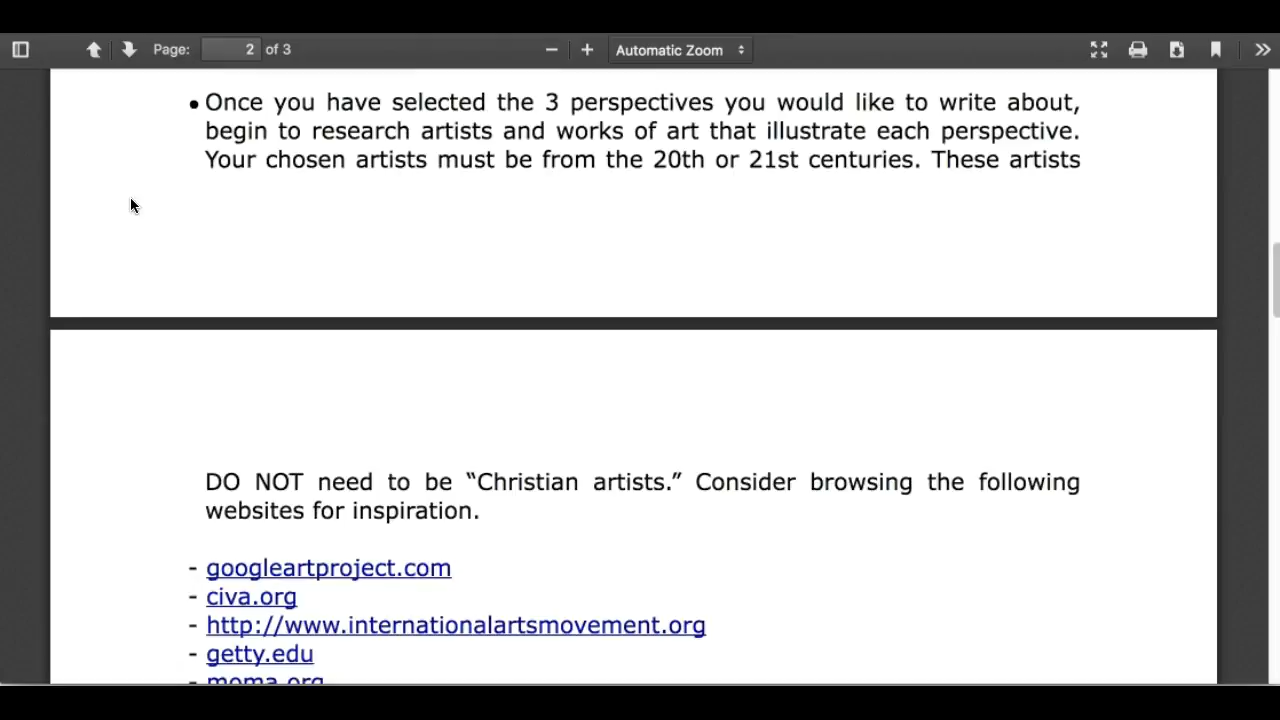 Page: 2 of 3 Automatic Zoom
• Once you have selected the 3 perspectives you would like to write about,
begin to research artists and works of art that illustrate each perspective.
Your chosen artists must be from the 20th or 21st centuries. These artists
DO NOT need to be “Christian artists.” Consider browsing the following
websites for inspiration.
- googleartproject.com
- civa.org
- http://www.internationalartsmovement.org
- getty.edu
- moma.org